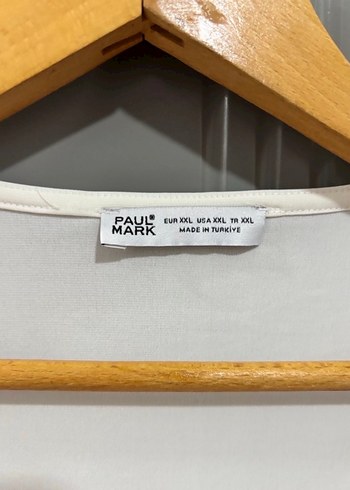 PAUL®
MARK
EUR XXL USA XXL TR XXL
MADE IN TURKİYE